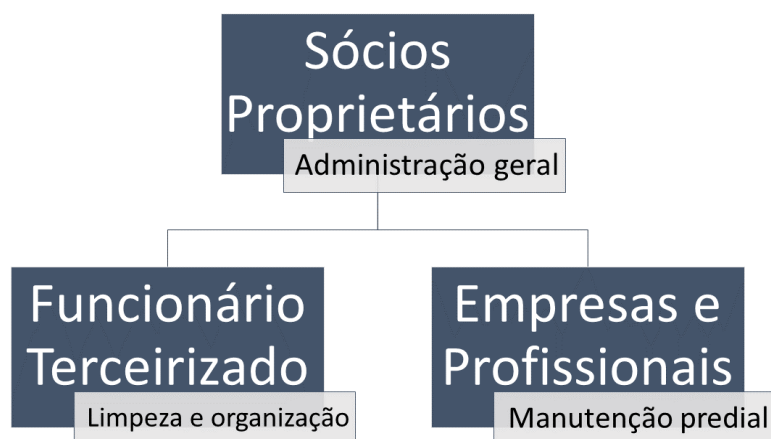 Sócios
Proprietários
Administração geral
Funcionário
Terceirizado
Limpeza e organização
Empresas e
Profissionais
Manutenção predial